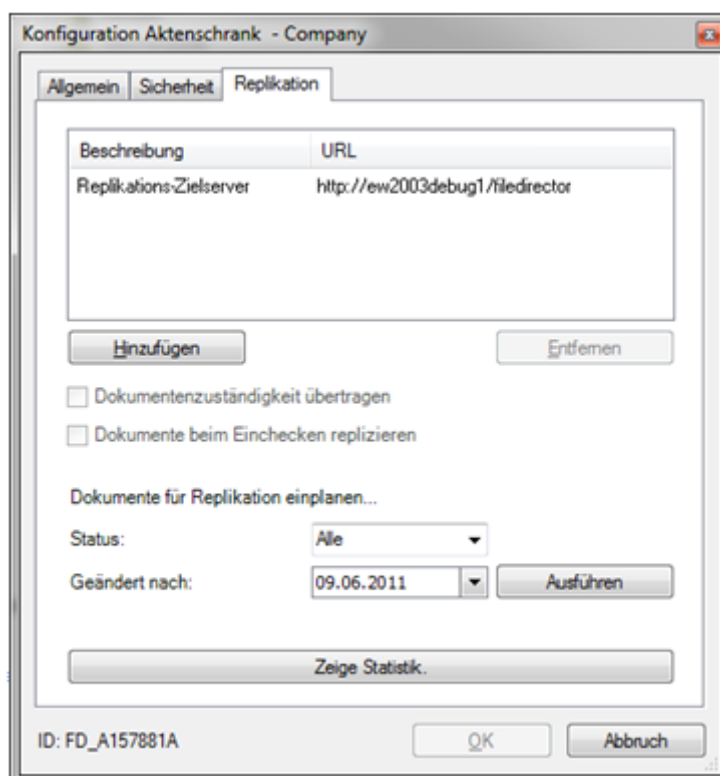 Konfiguration Aktenschrank - Company
Allgemein Sicherheit Replikation
Beschreibung URL
Replikations-Zielserver http://ew2003debug1/filedirector
Hinzufügen Entfernen
Dokumentenzuständigkeit übertragen
Dokumente beim Einchecken replizieren
Dokumente für Replikation einplanen...
Status: Alle
Geändert nach: 09.06.2011 Ausführen
Zeige Statistik.
ID: FD_A157881A OK Abbruch